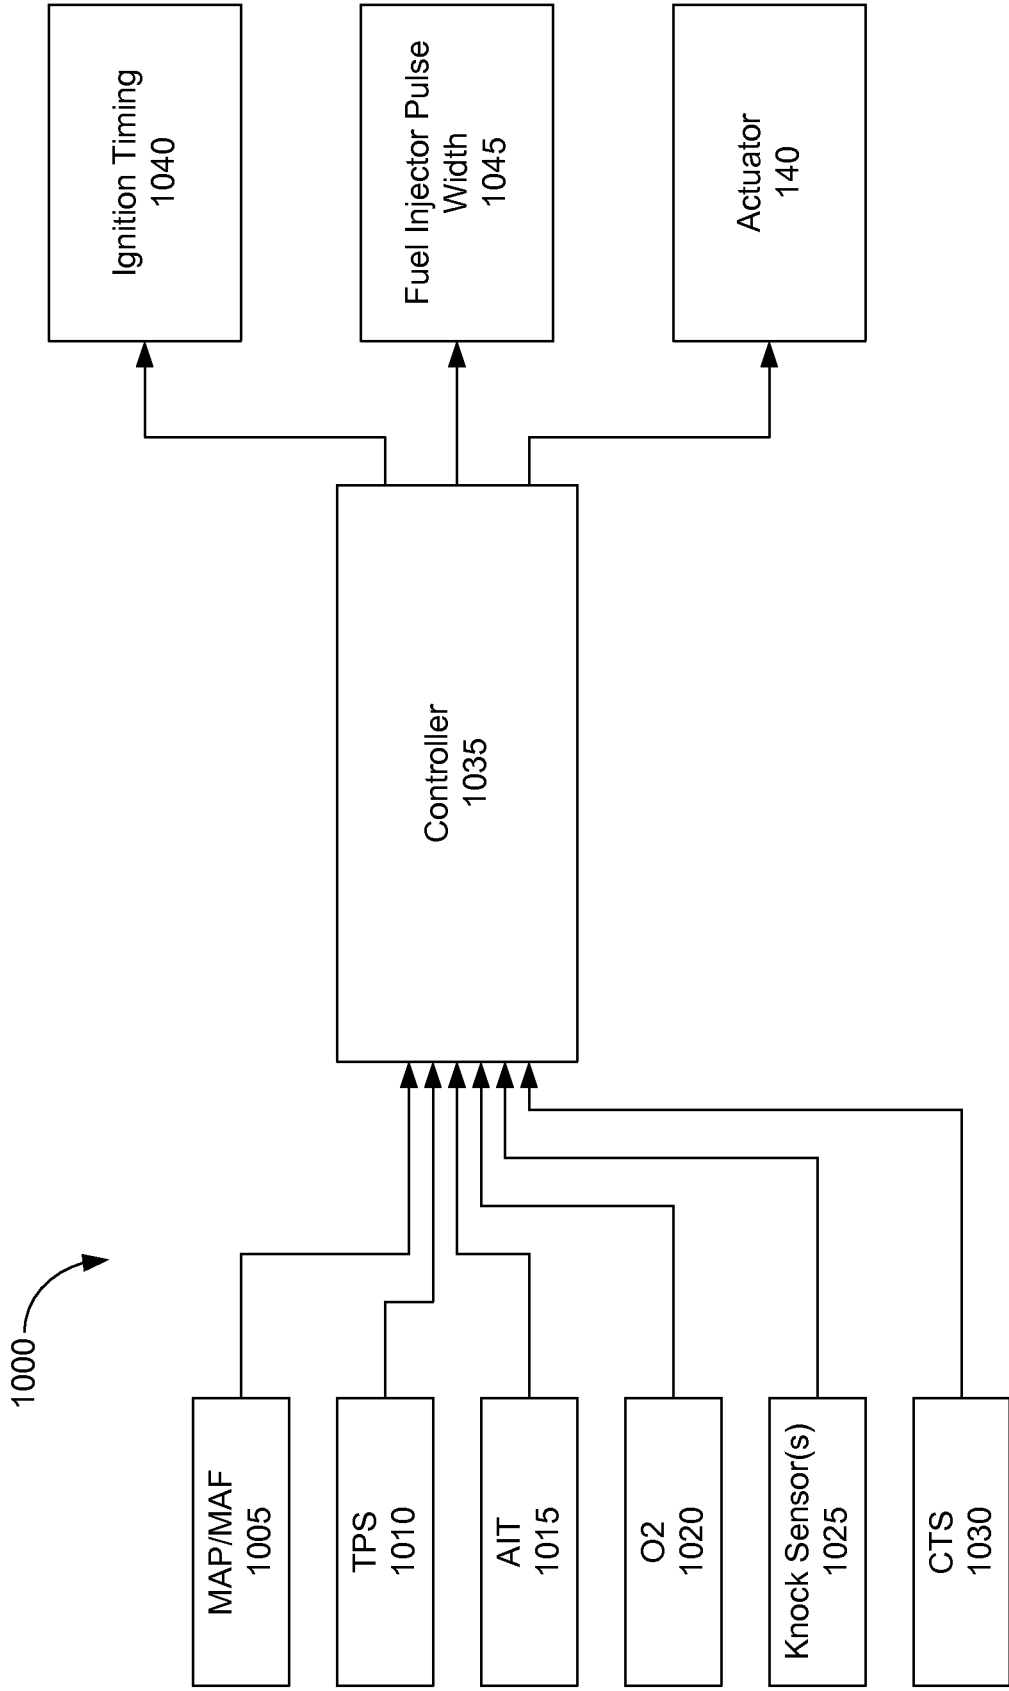 1000
MAP/MAF
1005
TPS
1010
AIT
1015
O2
1020
Knock Sensor(s)
1025
CTS
1030
Controller
1035
Ignition Timing
1040
Fuel Injector Pulse
Width
1045
Actuator
140